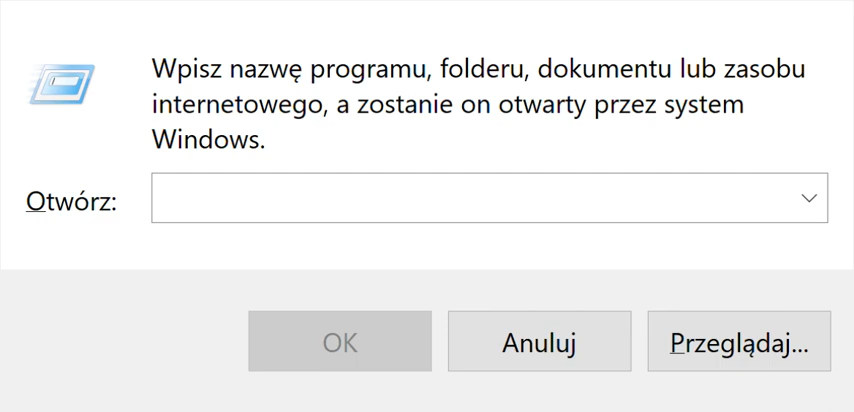 Wpisz nazwę programu, folderu, dokumentu lub zasobu
internetowego, a zostanie on otwarty przez system
Windows.
Otwórz:
OK
Anuluj
Przeglądaj...